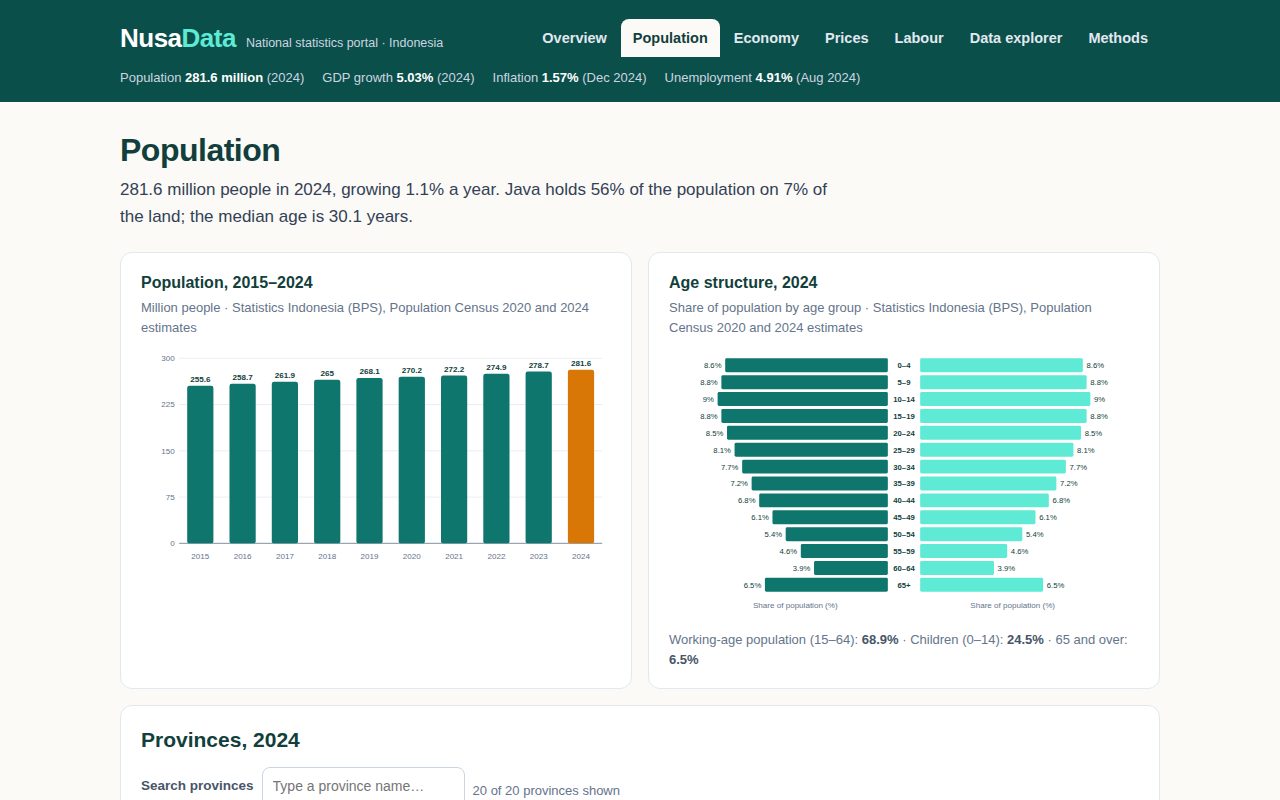 NusaData National statistics portal · Indonesia
Overview Population Economy Prices Labour Data explorer Methods
Population 281.6 million (2024) GDP growth 5.03% (2024) Inflation 1.57% (Dec 2024) Unemployment 4.91% (Aug 2024)
Population
281.6 million people in 2024, growing 1.1% a year. Java holds 56% of the population on 7% of
the land; the median age is 30.1 years.
Population, 2015–2024
Million people · Statistics Indonesia (BPS), Population Census 2020 and 2024
estimates
300
225
150
75
0
255.6 258.7 261.9 265 268.1 270.2 272.2 274.9 278.7 281.6
2015 2016 2017 2018 2019 2020 2021 2022 2023 2024
Age structure, 2024
Share of population by age group · Statistics Indonesia (BPS), Population
Census 2020 and 2024 estimates
8.6% 0–4 8.6%
8.8% 5–9 8.8%
9% 10–14 9%
8.8% 15–19 8.8%
8.5% 20–24 8.5%
8.1% 25–29 8.1%
7.7% 30–34 7.7%
7.2% 35–39 7.2%
6.8% 40–44 6.8%
6.1% 45–49 6.1%
5.4% 50–54 5.4%
4.6% 55–59 4.6%
3.9% 60–64 3.9%
6.5% 65+ 6.5%
Share of population (%) Share of population (%)
Working-age population (15–64): 68.9% · Children (0–14): 24.5% · 65 and over:
6.5%
Provinces, 2024
Search provinces Type a province name… 20 of 20 provinces shown